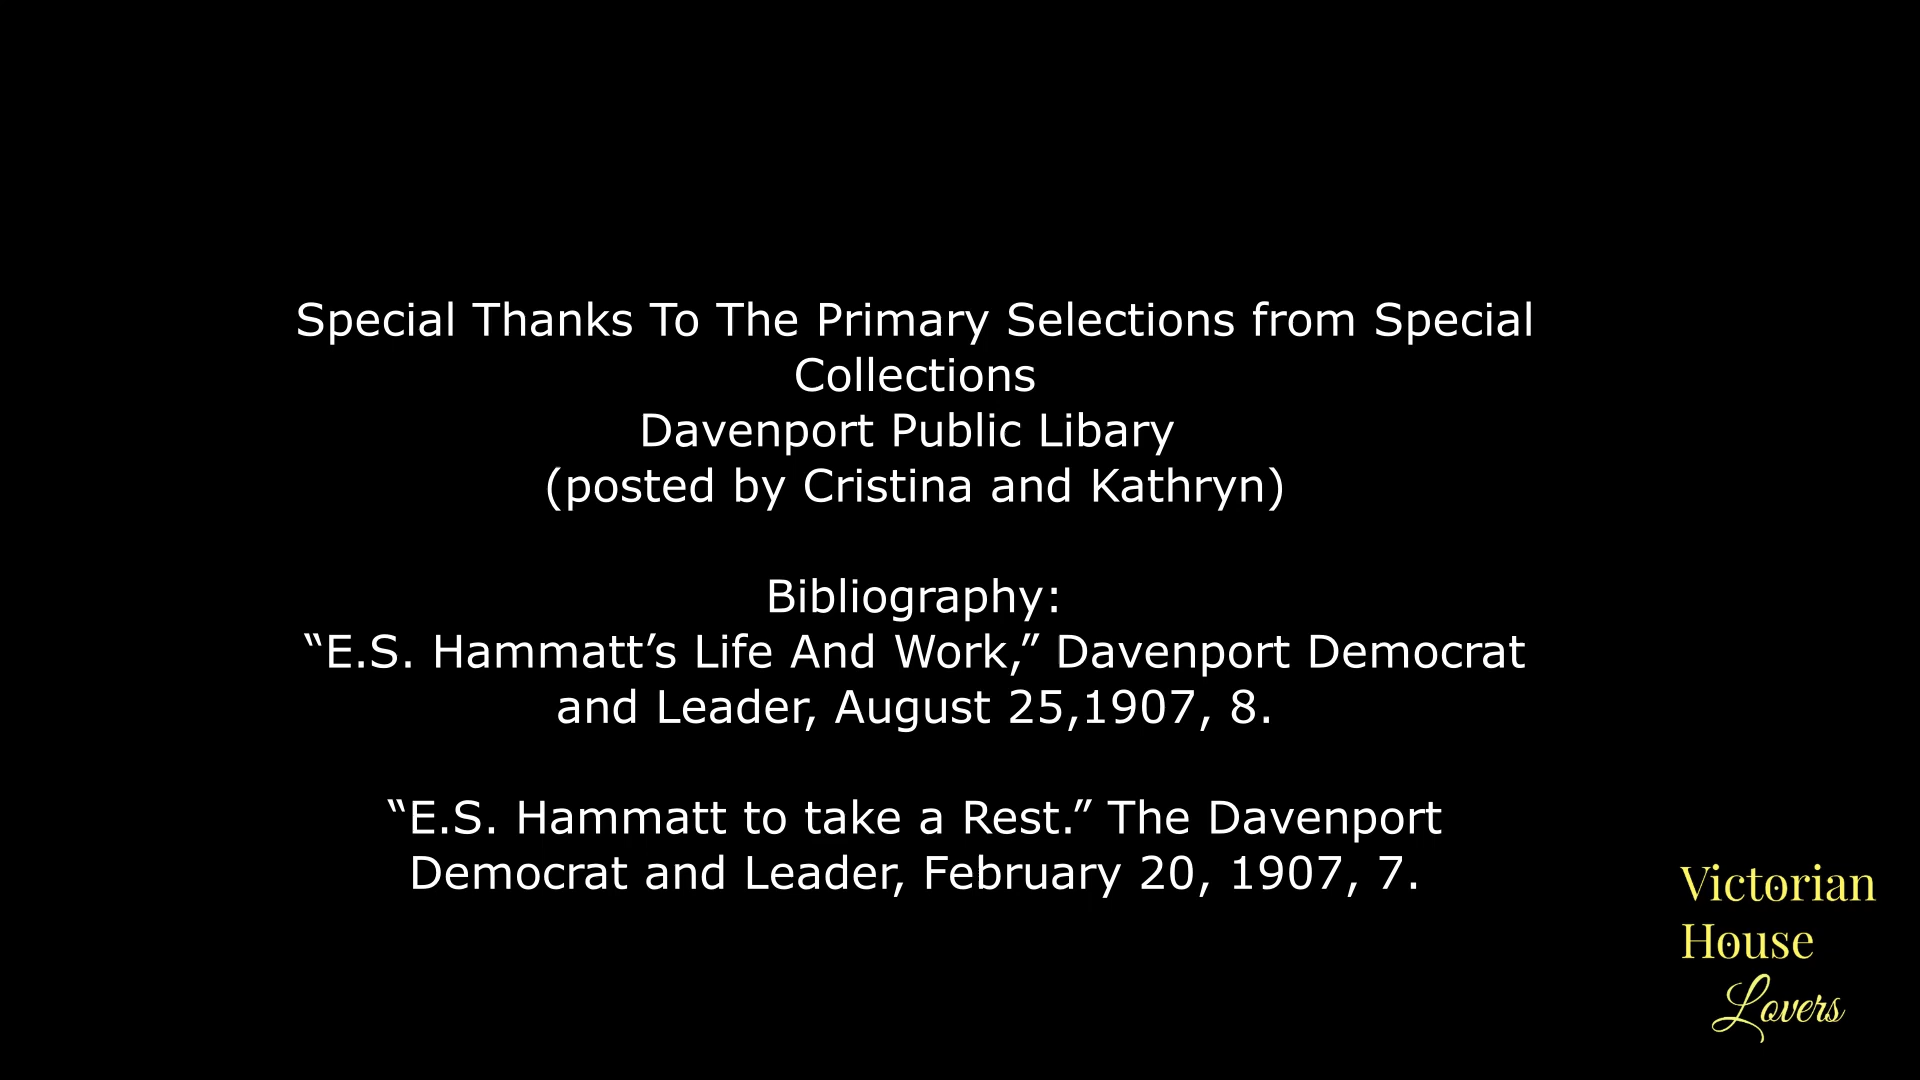 Special Thanks To The Primary Selections from Special
Collections
Davenport Public Libary
(posted by Cristina and Kathryn)
Bibliography:
“E.S. Hammatt’s Life And Work,” Davenport Democrat
and Leader, August 25,1907, 8.
“E.S. Hammatt to take a Rest.” The Davenport
Democrat and Leader, February 20, 1907, 7.
Victorian
House
Lovers